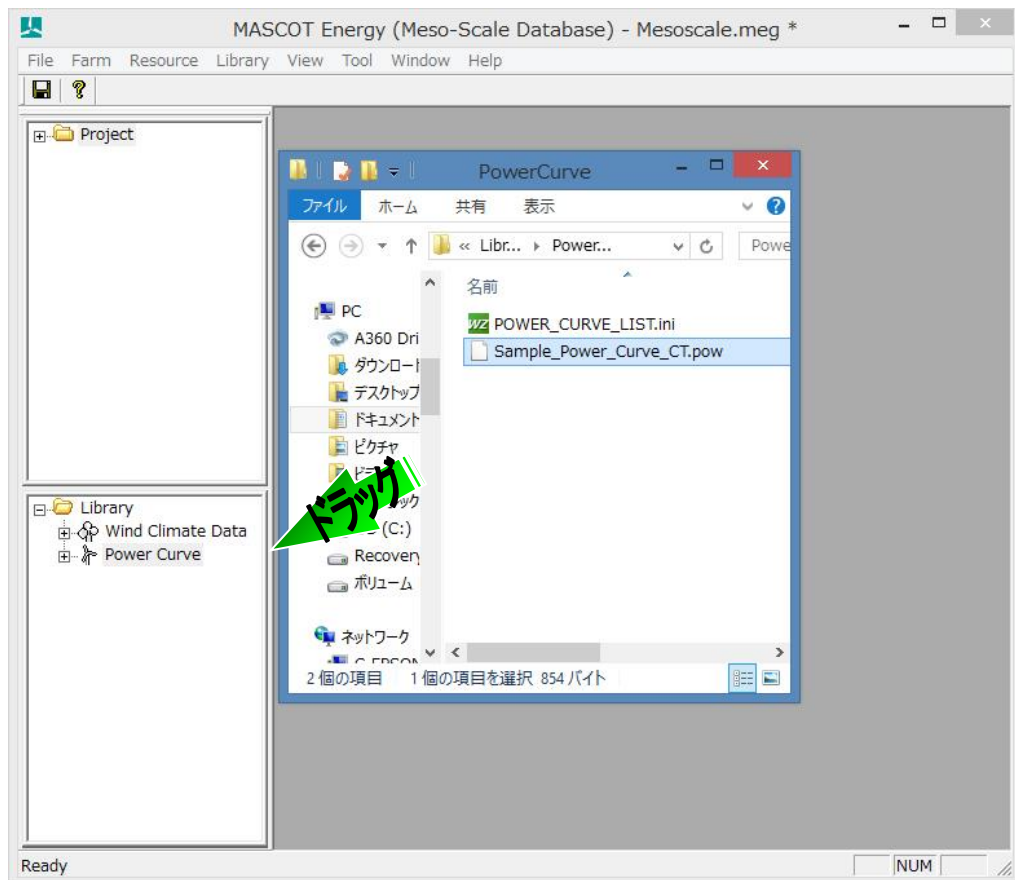 MASCOT Energy (Meso-Scale Database) - Mesoscale.meg *
File Farm Resource Library View Tool Window Help
Project
Library
Wind Climate Data
Power Curve
PowerCurve
ファイル ホーム 共有 表示
« Libr... Power... Powe
名前
POWER_CURVE_LIST.ini
Sample_Power_Curve_CT.pow
PC
A360 Dri
ダウンロード
デスクトップ
ドキュメント
ピクチャ
ドラッグ
(C:)
Recovery
ボリューム
ネットワーク
2 個の項目 1 個の項目を選択 854 バイト
Ready NUM